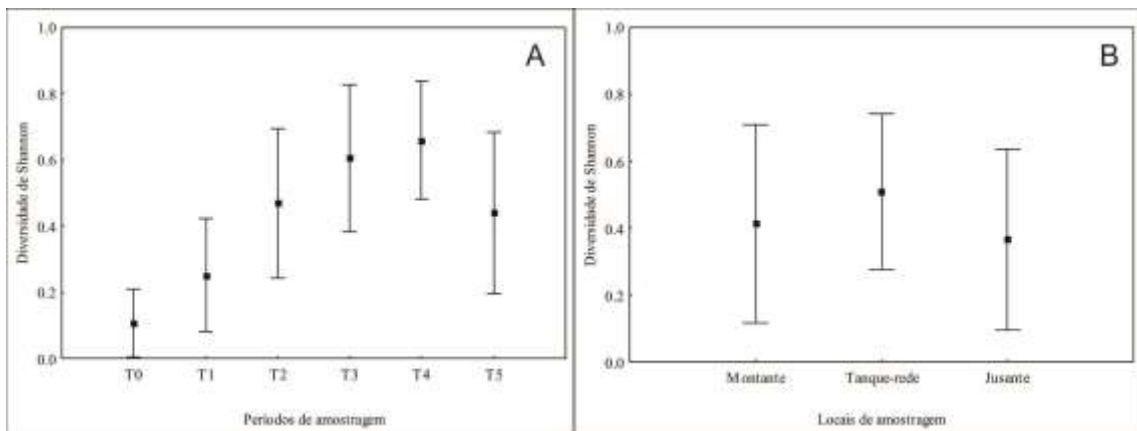 A
Diversidade de Shannon
1.0
0.8
0.6
0.4
0.2
0.0
T0 T1 T2 T3 T4 T5
Períodos de amostragem
B
Diversidade de Shannon
1.0
0.8
0.6
0.4
0.2
0.0
Montante Tanque-rede Jusante
Locais de amostragem